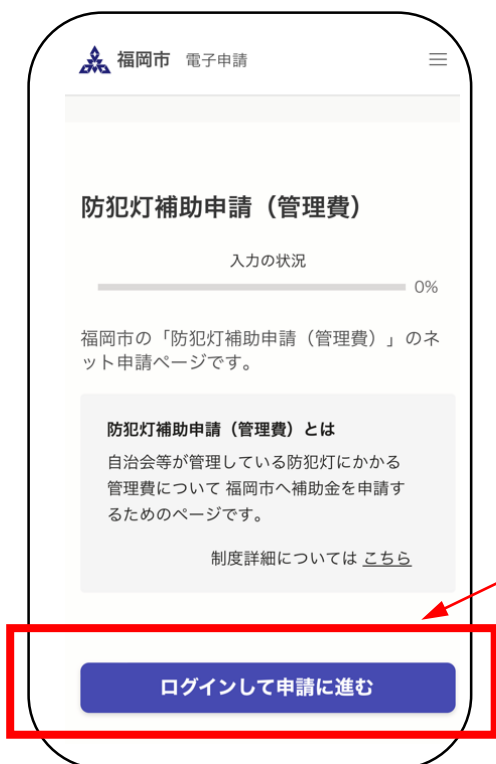 福岡市 電子申請
防犯灯補助申請（管理費）
入力の状況
0%
福岡市の「防犯灯補助申請（管理費）」のネ
ット申請ページです。
防犯灯補助申請（管理費）とは
自治会等が管理している防犯灯にかかる
管理費について 福岡市へ補助金を申請す
るためのページです。
制度詳細については こちら
ログインして申請に進む